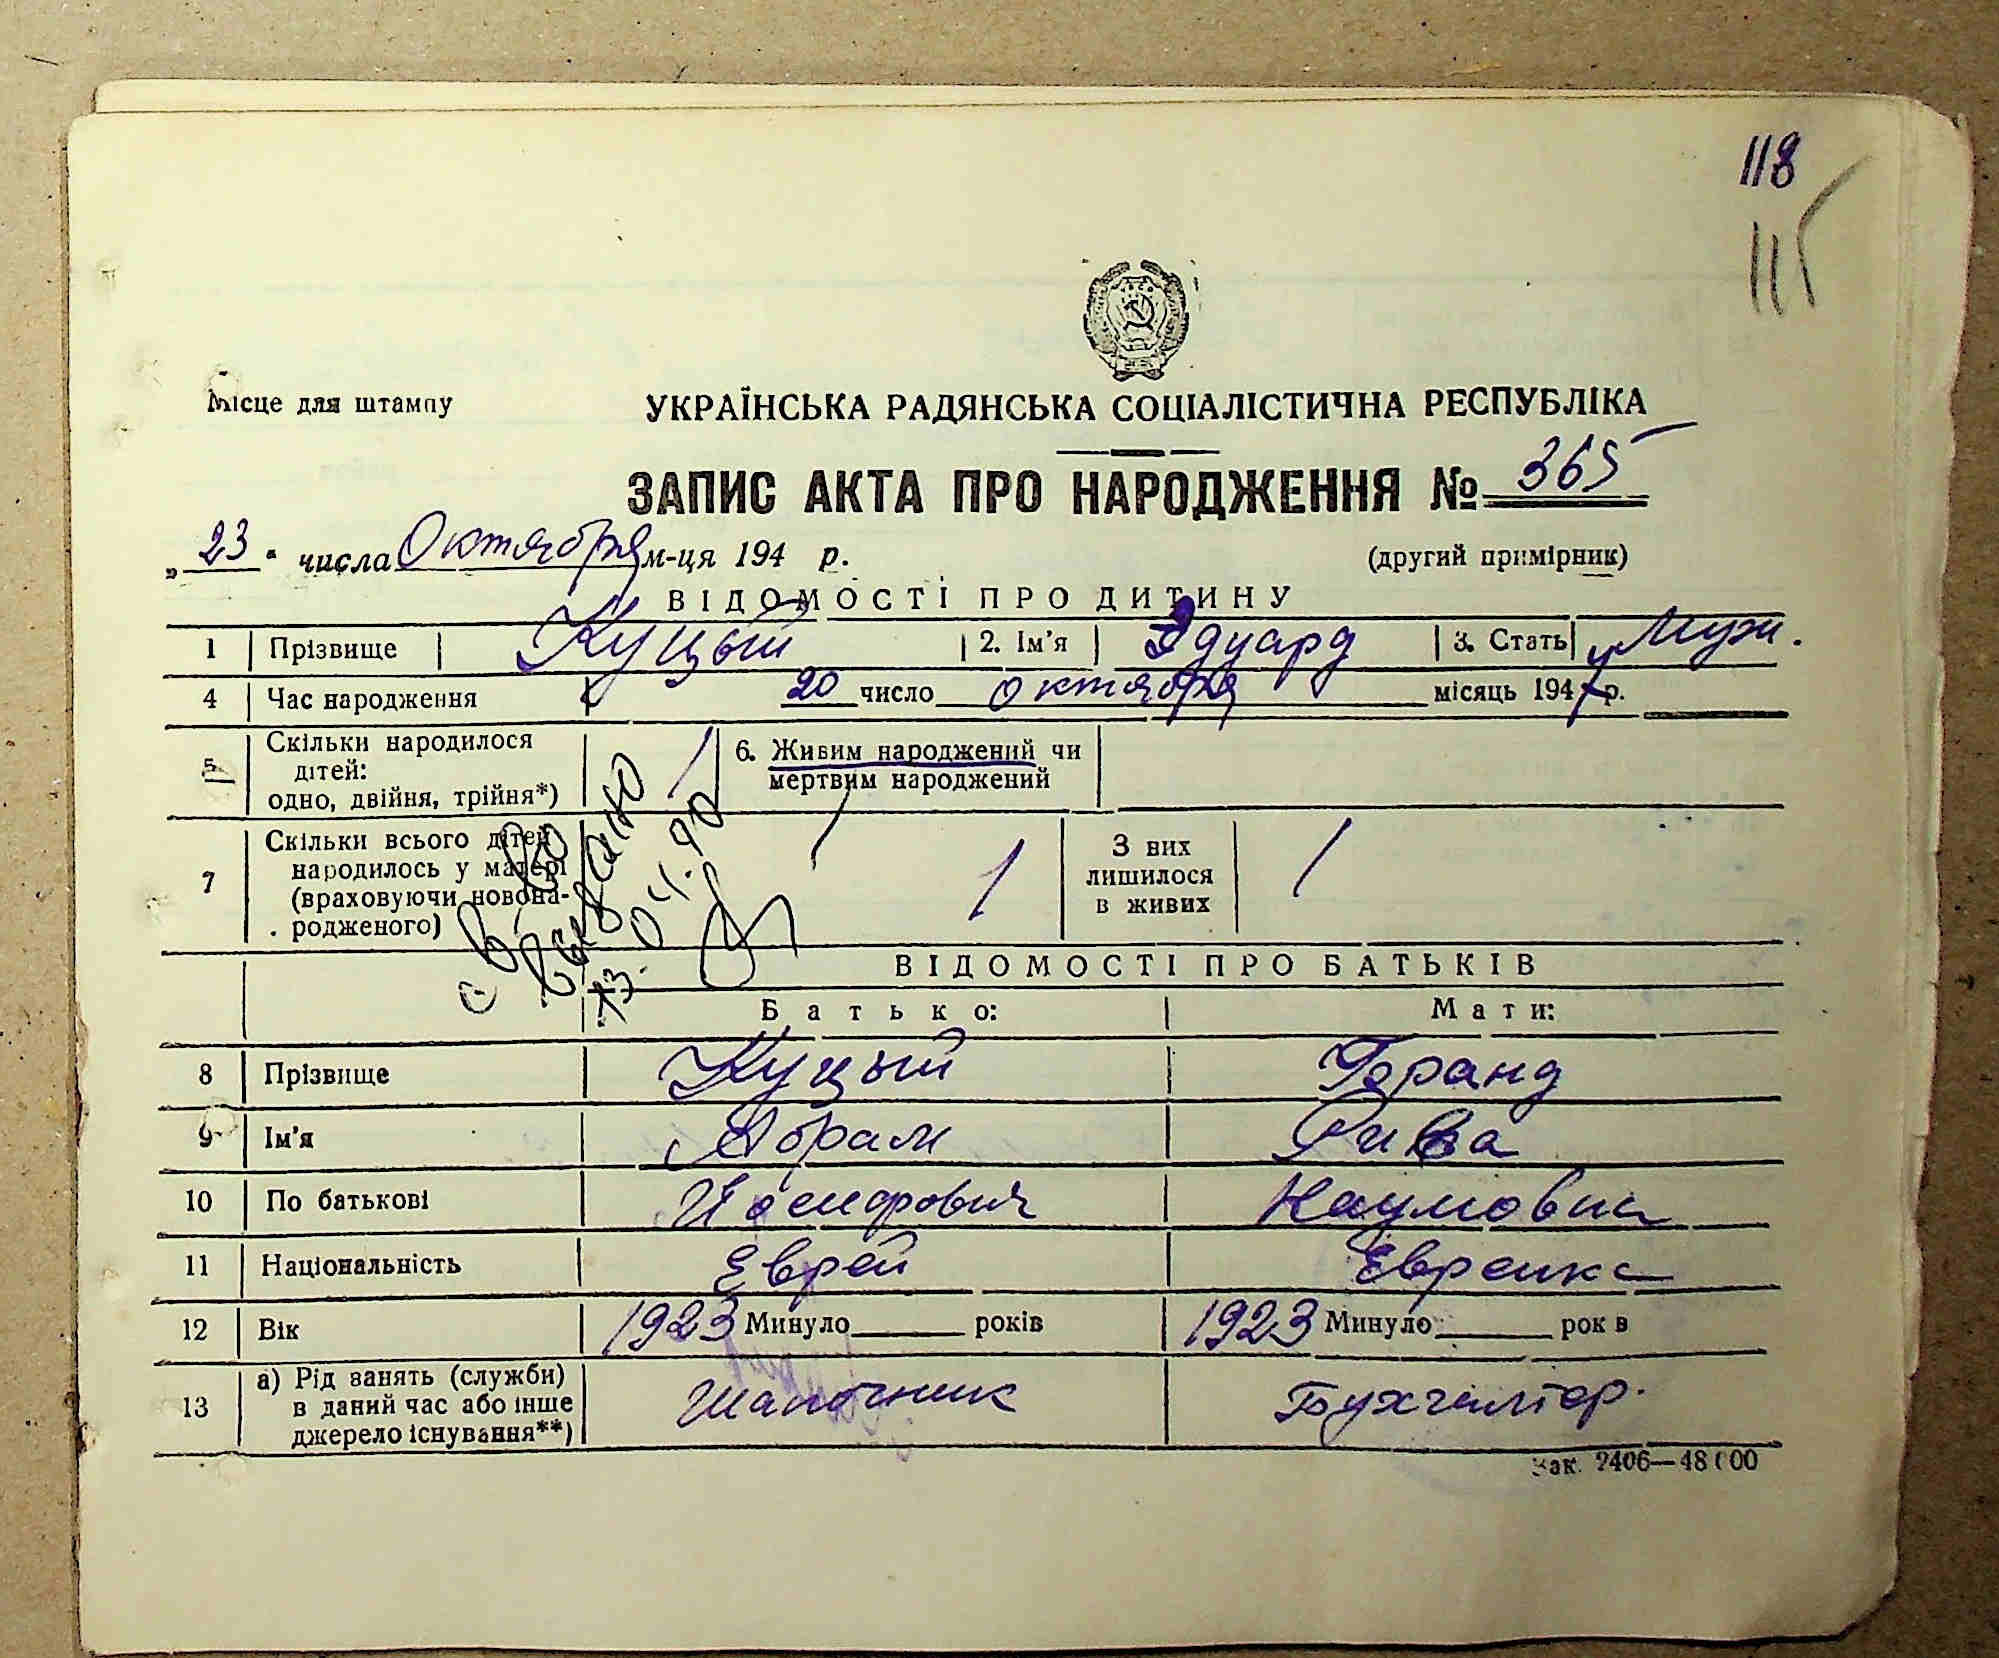 118
115
Місце для штампу
УКРАЇНСЬКА РАДЯНСЬКА СОЦІАЛІСТИЧНА РЕСПУБЛІКА
ЗАПИС АКТА ПРО НАРОДЖЕННЯ № 365
„23" числа Октября м-ця 194 р. (другий примірник)
ВІДОМОСТІ ПРО ДИТИНУ
1 Прізвище Куцый 2. Ім'я Эдуард 3. Стать Муж.
4 Час народження 20 число октября місяць 1947 р.
5 Скільки народилося дітей: одно, двійня, трійня*) 1 6. Живим народжений чи мертвим народжений
7 Скільки всього дітей народилось у матері (враховуючи новонародженого) 1 З них лишилося в живих 1
13.04.90
ВІДОМОСТІ ПРО БАТЬКІВ
Батько: Мати:
8 Прізвище Куцый Бранд
9 Ім'я Абрам Рива
10 По батькові Иосифович Наумовна
11 Національність Еврей Еврейка
12 Вік 1923 Минуло років 1923 Минуло рок в
13 а) Рід занять (служби) в даний час або інше джерело існування**) Шапочник Бухгалтер.
Зак. 2406—48000